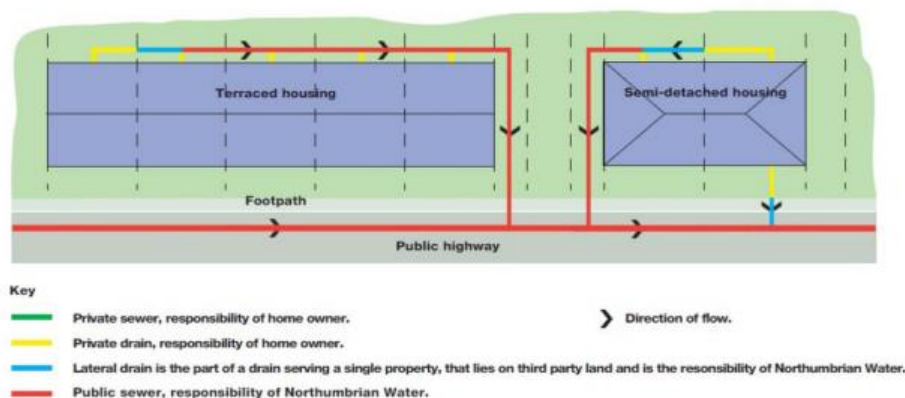 Terraced housing
Semi-detached housing
Footpath
Public highway
Key
Private sewer, responsibility of home owner.
Direction of flow.
Private drain, responsibility of home owner.
Lateral drain is the part of a drain serving a single property, that lies on third party land and is the resonsibility of Northumbrian Water.
Public sewer, responsibility of Northumbrian Water.